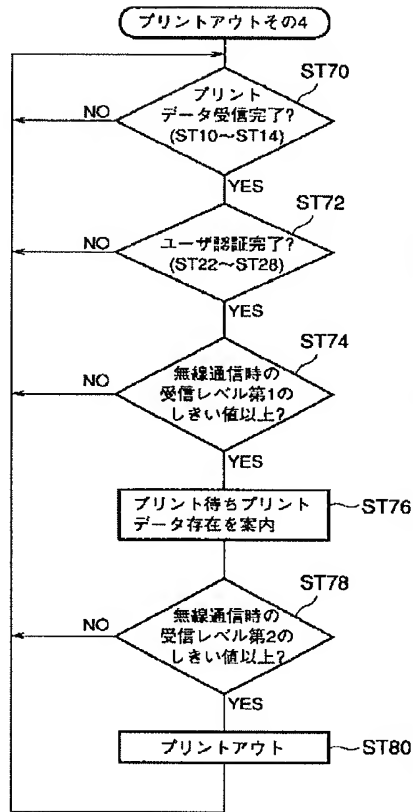 プリントアウトその4
ST70
プリント
データ受信完了?
(ST10〜ST14)
NO
YES
ST72
ユーザ認証完了?
(ST22〜ST28)
NO
YES
ST74
無線通信時の
受信レベル第1の
しきい値以上?
NO
YES
プリント待ちプリント
データ存在を案内
ST76
ST78
無線通信時の
受信レベル第2の
しきい値以上?
NO
YES
プリントアウト
ST80